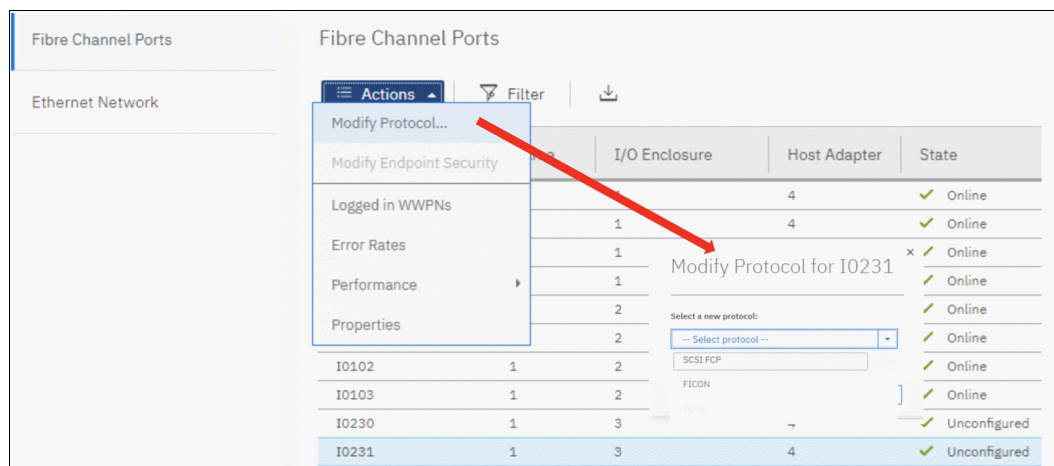 Fibre Channel Ports
Ethernet Network
Fibre Channel Ports
Actions
Filter
Modify Protocol...
Modify Endpoint Security
Logged in WWPNs
Error Rates
Performance
Properties
I/O Enclosure Host Adapter State
4 Online
1 4 Online
1 Online
1 Online
2 Online
2 Online
I0102 1 2 Online
I0103 1 2 Online
I0230 1 3 Unconfigured
I0231 1 3 4 Unconfigured
Modify Protocol for I0231
Select a new protocol:
-- Select protocol --
SCSI FCP
FICON